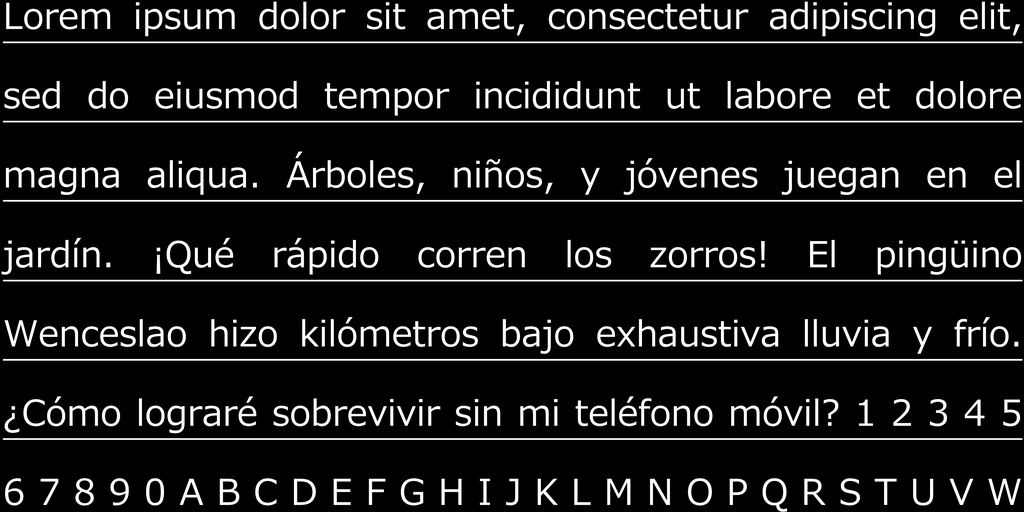 Lorem ipsum dolor sit amet, consectetur adipiscing elit,
sed do eiusmod tempor incididunt ut labore et dolore
magna aliqua. Árboles, niños, y jóvenes juegan en el
jardín. ¡Qué rápido corren los zorros! El pingüino
Wenceslao hizo kilómetros bajo exhaustiva lluvia y frío.
¿Cómo lograré sobrevivir sin mi teléfono móvil? 1 2 3 4 5
6 7 8 9 0 A B C D E F G H I J K L M N O P Q R S T U V W